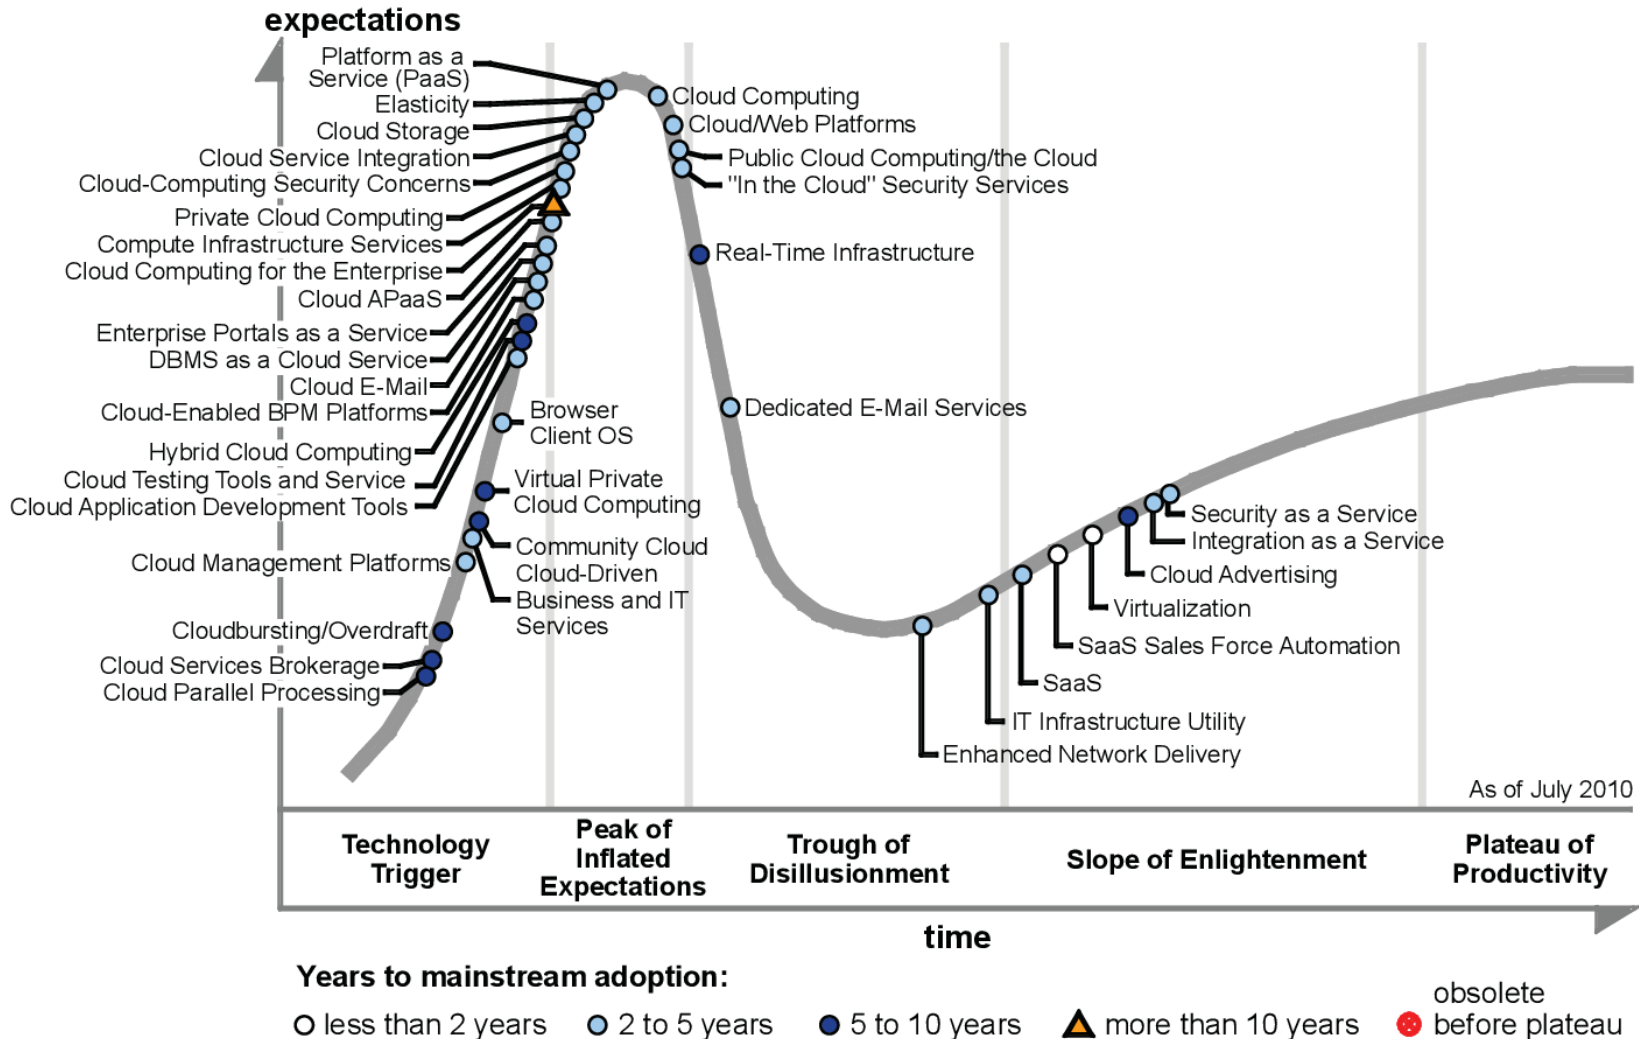 expectations
Platform as a
Service (PaaS)
Elasticity
Cloud Storage
Cloud Service Integration
Cloud-Computing Security Concerns
Private Cloud Computing
Compute Infrastructure Services
Cloud Computing for the Enterprise
Cloud APaaS
Enterprise Portals as a Service
DBMS as a Cloud Service
Cloud E-Mail
Cloud-Enabled BPM Platforms
Hybrid Cloud Computing
Cloud Testing Tools and Service
Cloud Application Development Tools
Cloud Management Platforms
Cloudbursting/Overdraft
Cloud Services Brokerage
Cloud Parallel Processing
Browser
Client OS
Virtual Private
Cloud Computing
Community Cloud
Cloud-Driven
Business and IT
Services
Cloud Computing
Cloud/Web Platforms
Public Cloud Computing/the Cloud
"In the Cloud" Security Services
Real-Time Infrastructure
Dedicated E-Mail Services
Security as a Service
Integration as a Service
Cloud Advertising
Virtualization
SaaS Sales Force Automation
SaaS
IT Infrastructure Utility
Enhanced Network Delivery
As of July 2010
Technology
Trigger
Peak of
Inflated
Expectations
Trough of
Disillusionment
Slope of Enlightenment
Plateau of
Productivity
time
Years to mainstream adoption:
less than 2 years
2 to 5 years
5 to 10 years
more than 10 years
obsolete
before plateau